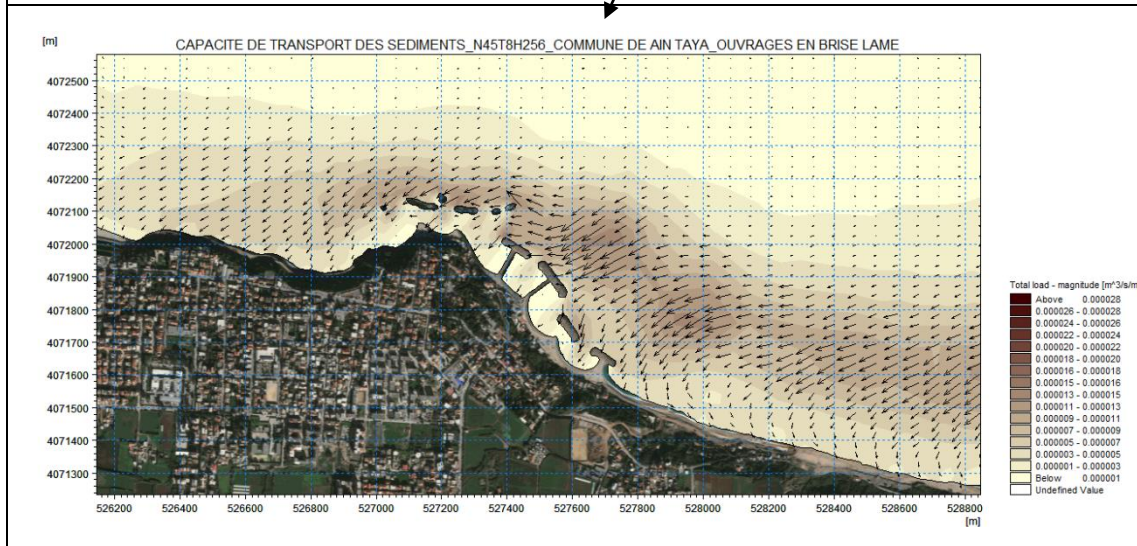 [m]
CAPACITE DE TRANSPORT DES SEDIMENTS_N45T8H256_COMMUNE DE AIN TAYA_OUVRAGES EN BRISE LAME
4072500
4072400
4072300
4072200
4072100
4072000
4071900
4071800
4071700
4071600
4071500
4071400
4071300
526200 526400 526600 526800 527000 527200 527400 527600 527800 528000 528200 528400 528600 528800
[m]
Total load - magnitude [m^3/s/m
Above 0.000028
0.000026 - 0.000028
0.000024 - 0.000026
0.000022 - 0.000024
0.000020 - 0.000022
0.000018 - 0.000020
0.000016 - 0.000018
0.000015 - 0.000016
0.000013 - 0.000015
0.000011 - 0.000013
0.000009 - 0.000011
0.000007 - 0.000009
0.000005 - 0.000007
0.000003 - 0.000005
0.000001 - 0.000003
Below 0.000001
Undefined Value